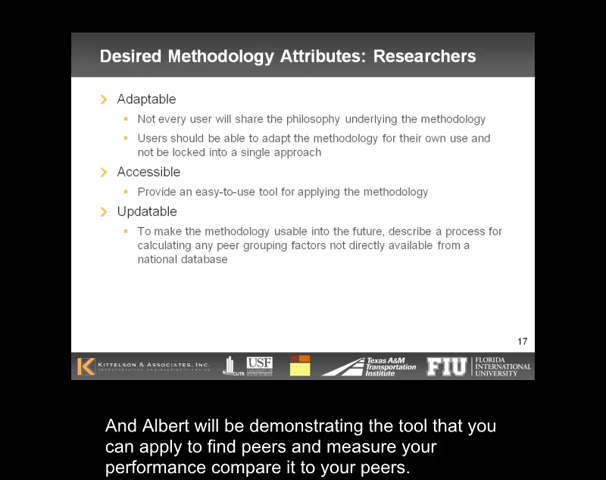 Desired Methodology Attributes: Researchers
Adaptable
Not every user will share the philosophy underlying the methodology
Users should be able to adapt the methodology for their own use and
not be locked into a single approach
Accessible
Provide an easy-to-use tool for applying the methodology
Updatable
To make the methodology usable into the future, describe a process for
calculating any peer grouping factors not directly available from a
national database
17
KITTELSON & ASSOCIATES, INC.
CUTR
USF
Texas A&M
Transportation
Institute
FIU
FLORIDA
INTERNATIONAL
UNIVERSITY
And Albert will be demonstrating the tool that you
can apply to find peers and measure your
performance compare it to your peers.